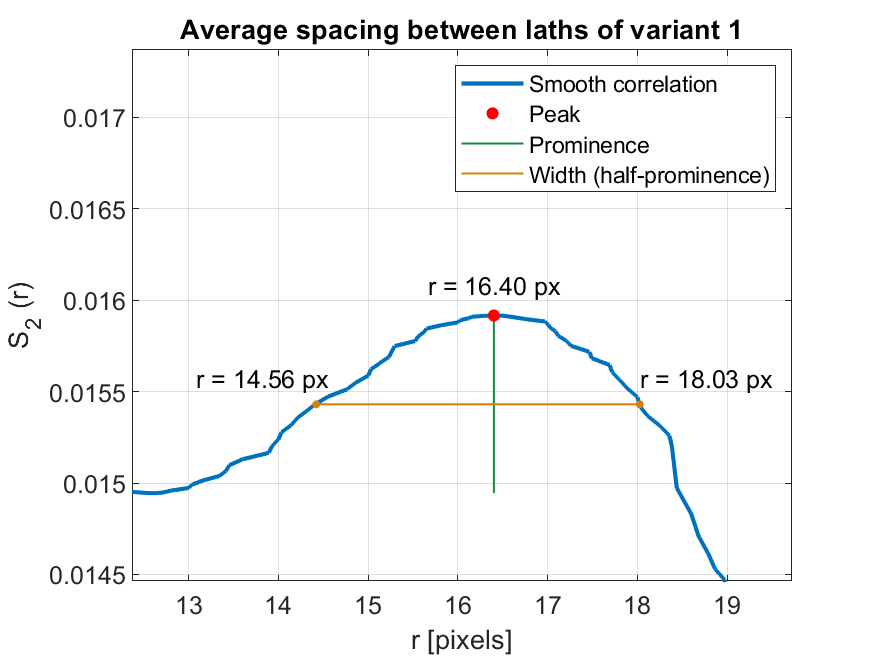 Average spacing between laths of variant 1
Smooth correlation
Peak
Prominence
Width (half-prominence)
0.017
0.0165
0.016
0.0155
0.015
0.0145
S2 (r)
r = 16.40 px
r = 14.56 px
r = 18.03 px
13 14 15 16 17 18 19
r [pixels]